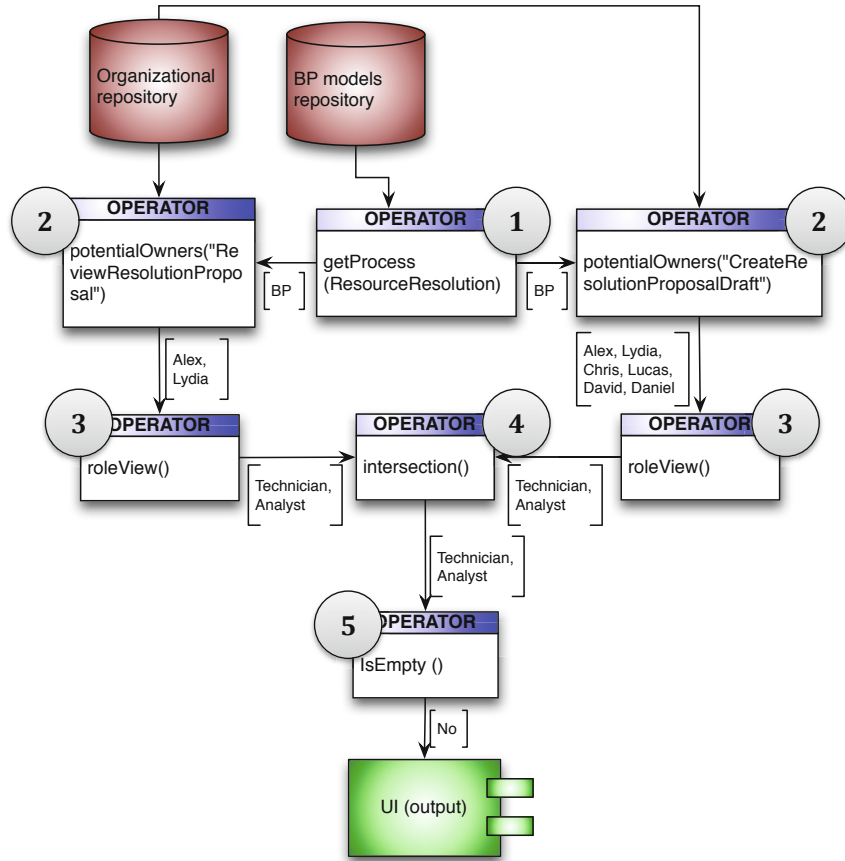 Organizational
repository
BP models
repository
2
OPERATOR
potentialOwners("Re
viewResolutionPropo
sal")
1
OPERATOR
getProcess
(ResourceResolution)
2
OPERATOR
potentialOwners("CreateRe
solutionProposalDraft")
BP
BP
Alex,
Lydia
Alex, Lydia,
Chris, Lucas,
David, Daniel
3
OPERATOR
roleView()
4
OPERATOR
intersection()
3
OPERATOR
roleView()
Technician,
Analyst
Technician,
Analyst
Technician,
Analyst
5
OPERATOR
IsEmpty ()
No
UI (output)